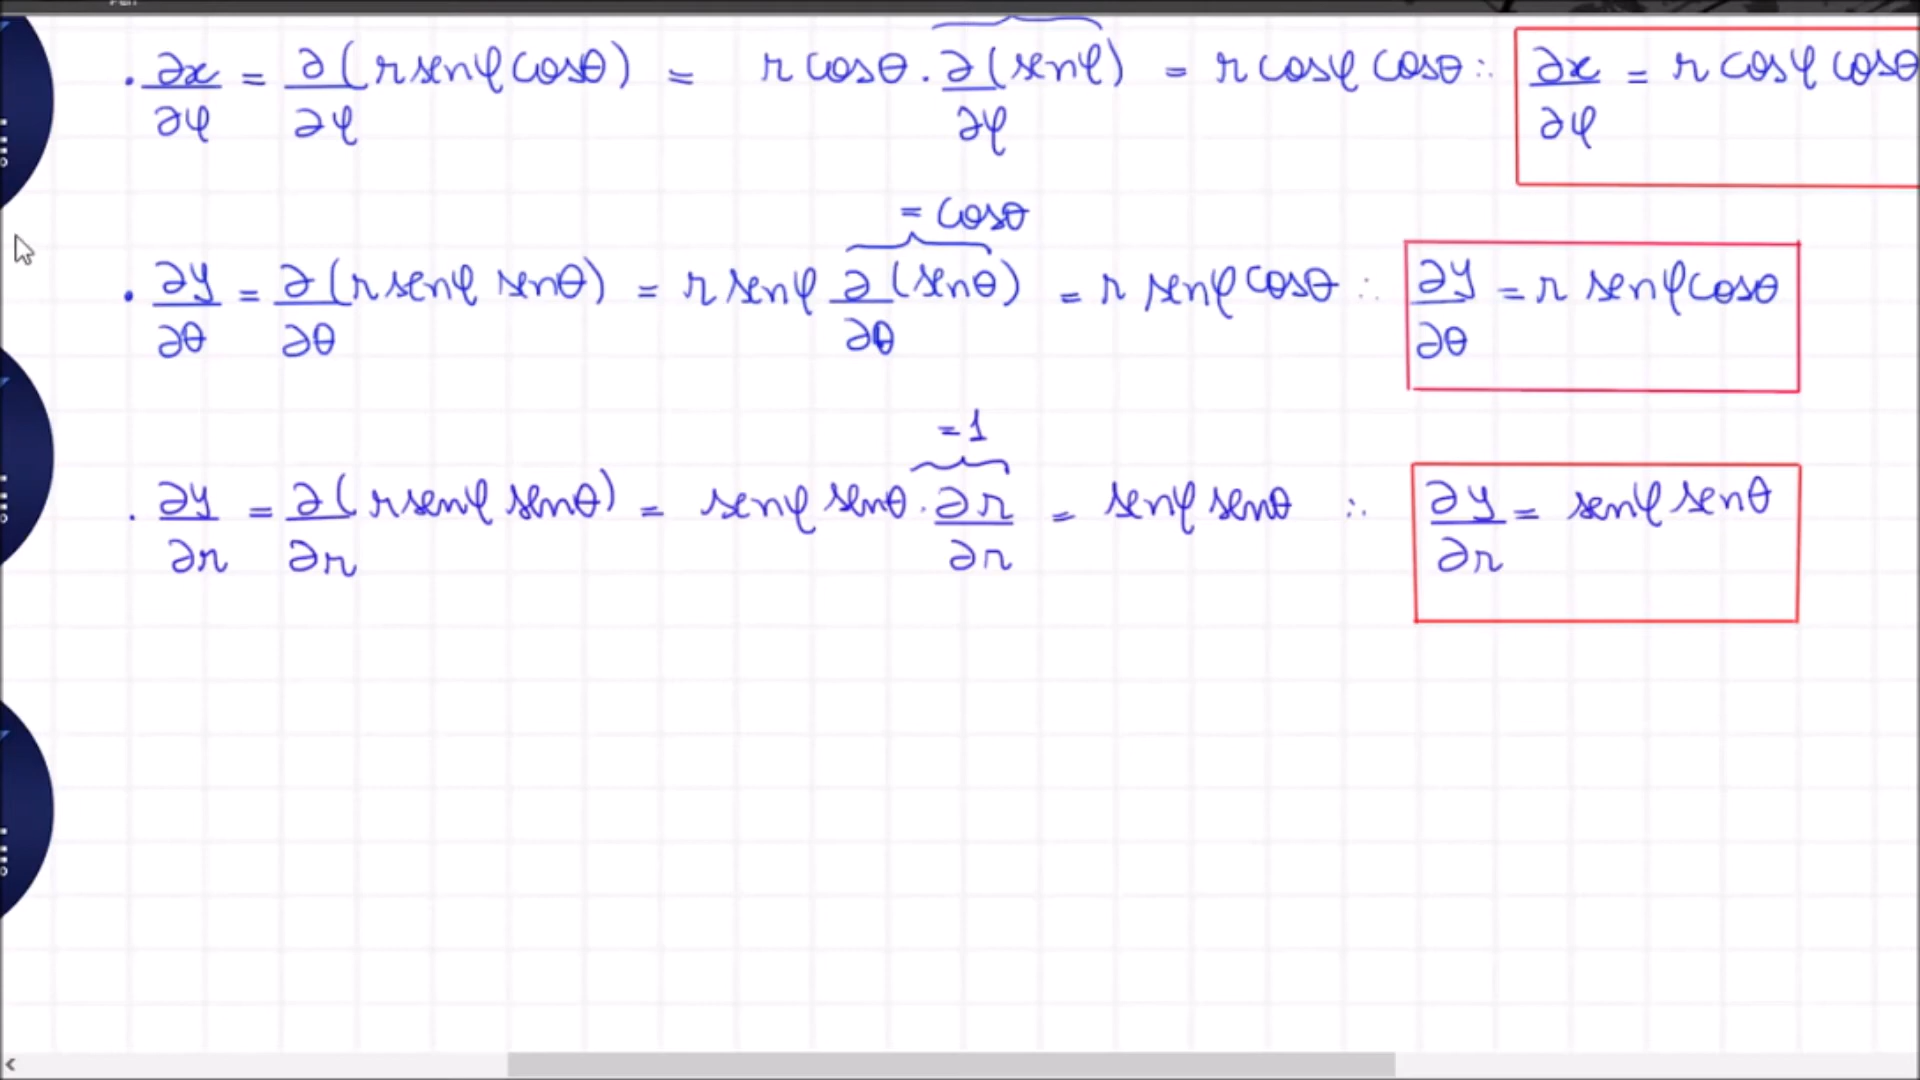 · ∂x/∂φ = ∂/∂φ (r senφ cosθ) = r cosθ · ∂/∂φ (senφ) = r cosφ cosθ ∴ ∂x/∂φ = r cosφ cosθ
= cosθ
· ∂y/∂θ = ∂/∂θ (r senφ senθ) = r senφ ∂/∂θ (senθ) = r senφ cosθ ∴ ∂y/∂θ = r senφ cosθ
= 1
· ∂y/∂r = ∂/∂r (r senφ senθ) = senφ senθ · ∂r/∂r = senφ senθ ∴ ∂y/∂r = senφ senθ